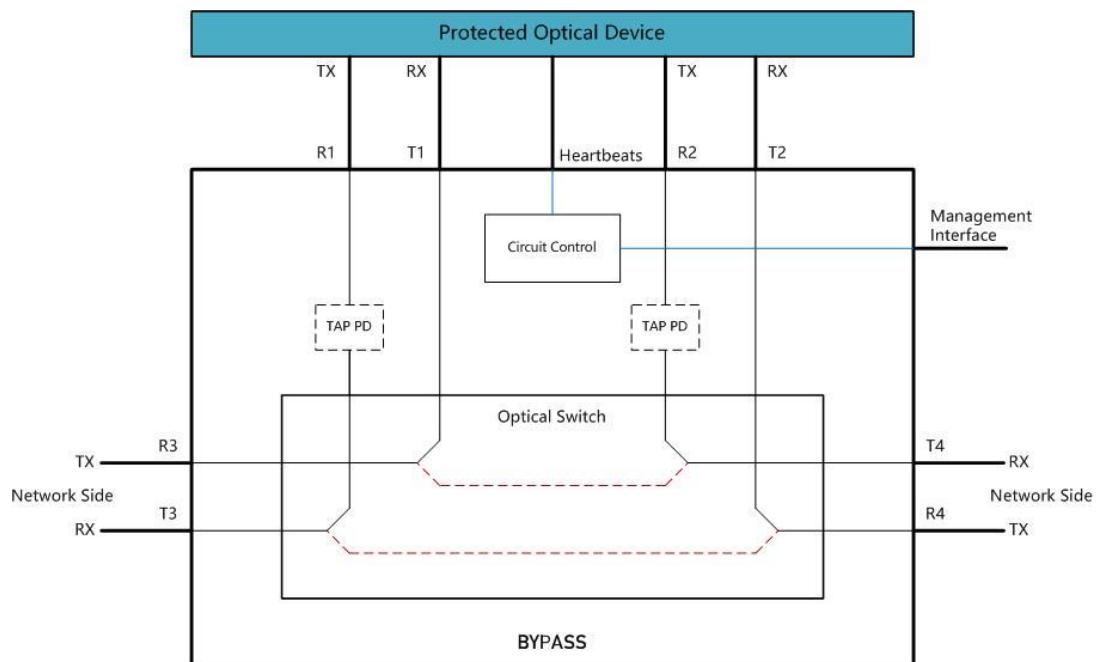 Protected Optical Device
TX
RX
TX
RX
R1
T1
Heartbeats
R2
T2
Management
Interface
Circuit Control
TAP PD
TAP PD
Optical Switch
R3
T4
TX
RX
Network Side
Network Side
T3
R4
RX
TX
BYPASS